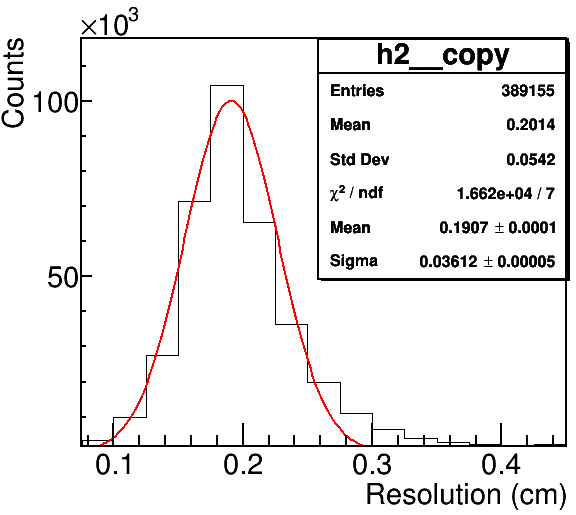 ×10³
Counts
100
50
h2__copy
Entries 389155
Mean 0.2014
Std Dev 0.0542
χ² / ndf 1.662e+04 / 7
Mean 0.1907 ± 0.0001
Sigma 0.03612 ± 0.00005
0.1 0.2 0.3 0.4
Resolution (cm)